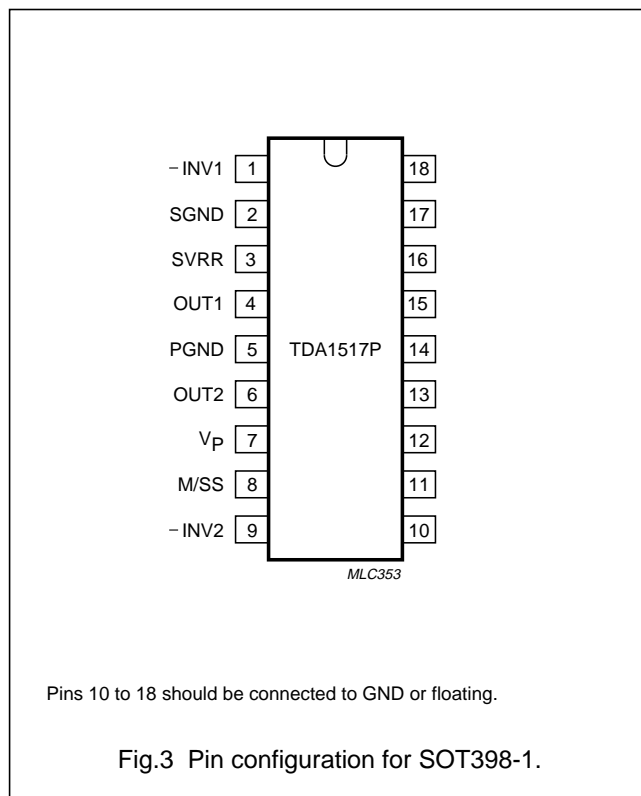 −INV1 1 18
SGND 2 17
SVRR 3 16
OUT1 4 15
PGND 5 TDA1517P 14
OUT2 6 13
VP 7 12
M/SS 8 11
−INV2 9 10
MLC353
Pins 10 to 18 should be connected to GND or floating.
Fig.3 Pin configuration for SOT398-1.